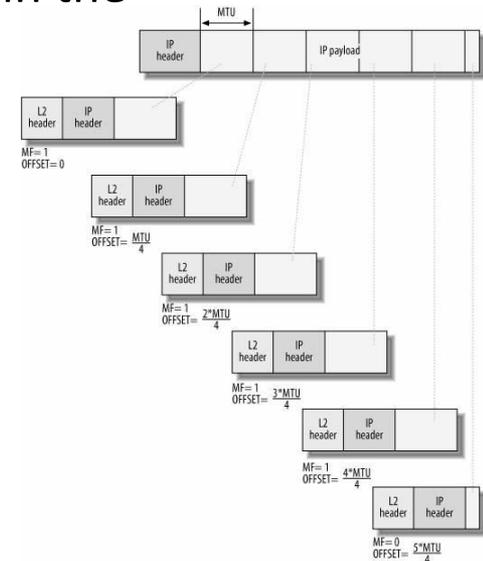 MTU
IP
header
IP payload
L2
header
IP
header
MF= 1
OFFSET= 0
L2
header
IP
header
MF= 1
OFFSET= MTU
4
L2
header
IP
header
MF= 1
OFFSET= 2*MTU
4
L2
header
IP
header
MF= 1
OFFSET= 3*MTU
4
L2
header
IP
header
MF= 1
OFFSET= 4*MTU
4
L2
header
IP
header
MF= 0
OFFSET= 5*MTU
4